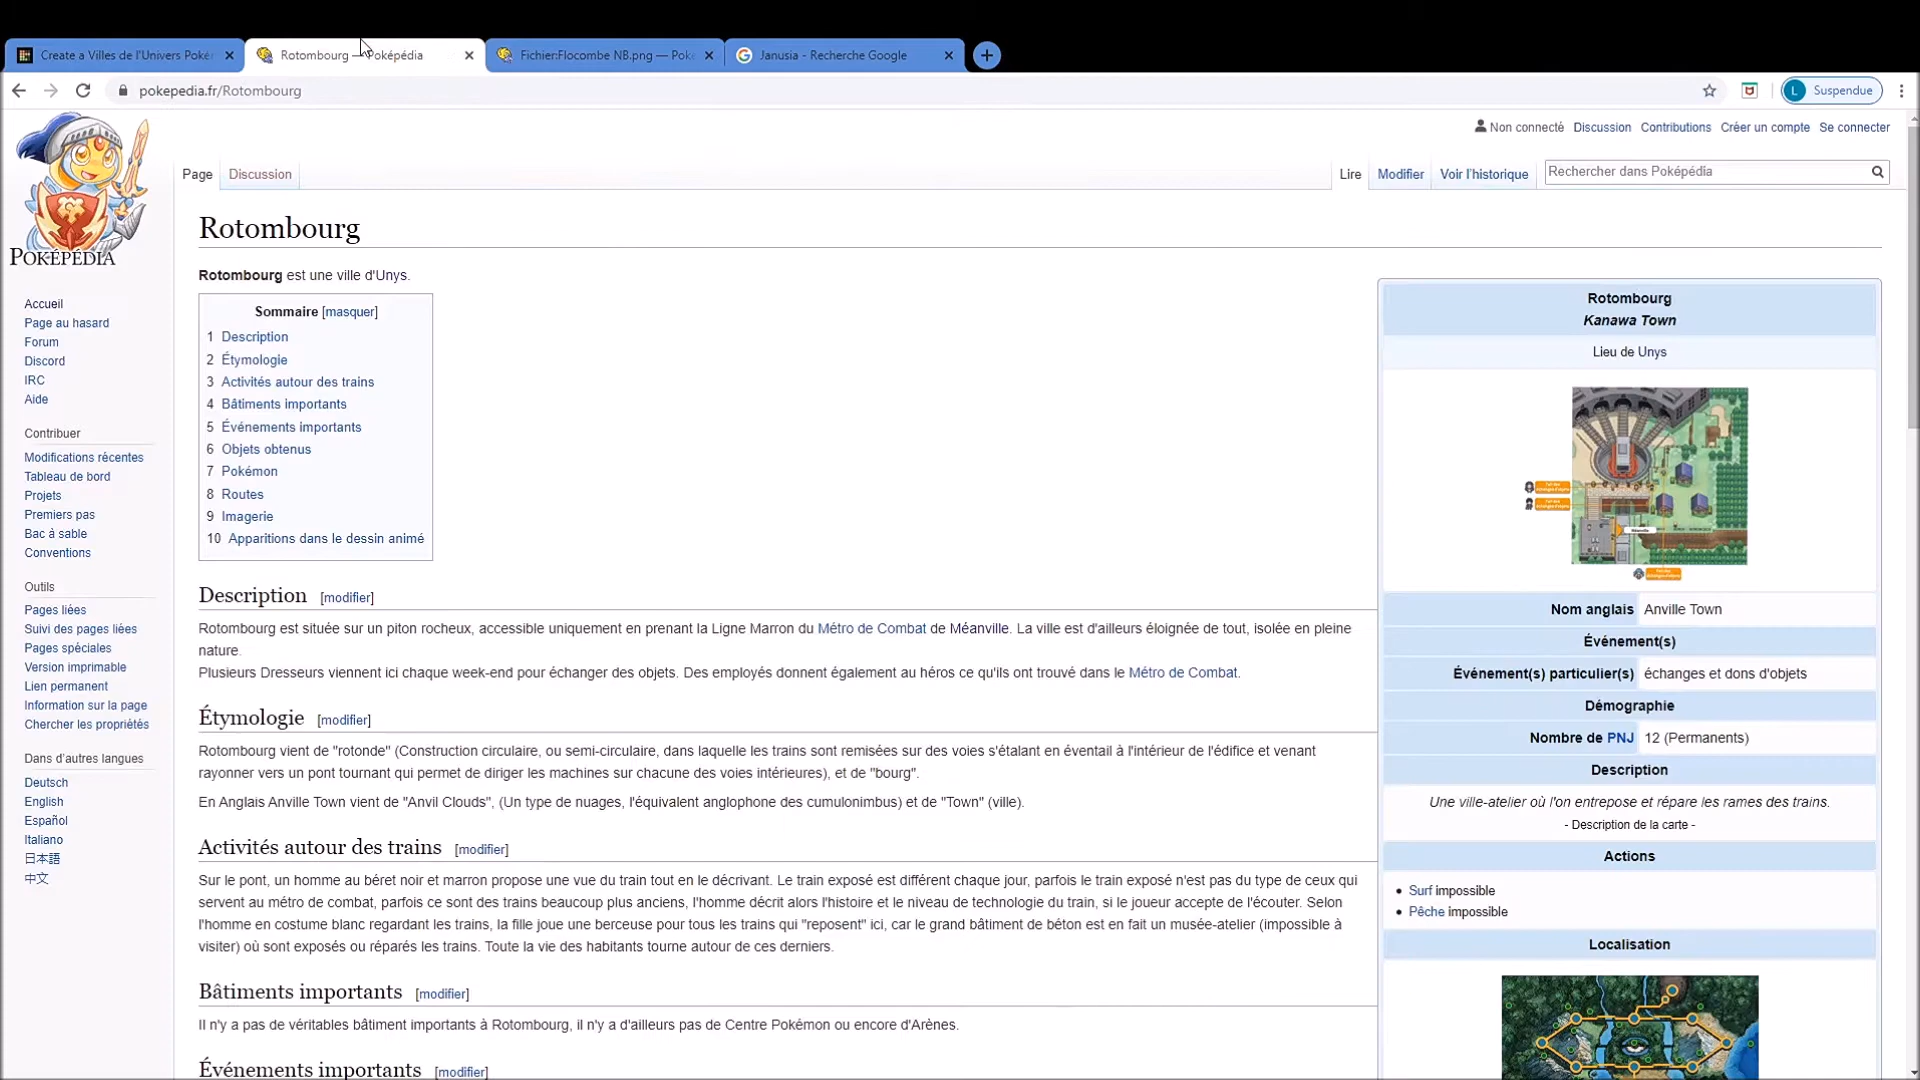 Create a Villes de l'Univers Poké
Rotombourg — Poképédia
Fichier:Flocombe NB.png — Pok
Janusia - Recherche Google
pokepedia.fr/Rotombourg
L Suspendue
Non connecté Discussion Contributions Créer un compte Se connecter
Page Discussion Lire Modifier Voir l'historique Rechercher dans Poképédia
POKÉPÉDIA
Accueil
Page au hasard
Forum
Discord
IRC
Aide
Contribuer
Modifications récentes
Tableau de bord
Projets
Premiers pas
Bac à sable
Conventions
Outils
Pages liées
Suivi des pages liées
Pages spéciales
Version imprimable
Lien permanent
Information sur la page
Chercher les propriétés
Dans d'autres langues
Deutsch
English
Español
Italiano
日本語
中文
Rotombourg
Rotombourg est une ville d'Unys.
Sommaire [masquer]
1 Description
2 Étymologie
3 Activités autour des trains
4 Bâtiments importants
5 Événements importants
6 Objets obtenus
7 Pokémon
8 Routes
9 Imagerie
10 Apparitions dans le dessin animé
Description [modifier]
Rotombourg est située sur un piton rocheux, accessible uniquement en prenant la Ligne Marron du Métro de Combat de Méanville. La ville est d'ailleurs éloignée de tout, isolée en pleine
nature.
Plusieurs Dresseurs viennent ici chaque week-end pour échanger des objets. Des employés donnent également au héros ce qu'ils ont trouvé dans le Métro de Combat.
Étymologie [modifier]
Rotombourg vient de "rotonde" (Construction circulaire, ou semi-circulaire, dans laquelle les trains sont remisées sur des voies s'étalant en éventail à l'intérieur de l'édifice et venant
rayonner vers un pont tournant qui permet de diriger les machines sur chacune des voies intérieures), et de "bourg".
En Anglais Anville Town vient de "Anvil Clouds", (Un type de nuages, l'équivalent anglophone des cumulonimbus) et de "Town" (ville).
Activités autour des trains [modifier]
Sur le pont, un homme au béret noir et marron propose une vue du train tout en le décrivant. Le train exposé est différent chaque jour, parfois le train exposé n'est pas du type de ceux qui
servent au métro de combat, parfois ce sont des trains beaucoup plus anciens, l'homme décrit alors l'histoire et le niveau de technologie du train, si le joueur accepte de l'écouter. Selon
l'homme en costume blanc regardant les trains, la fille joue une berceuse pour tous les trains qui "reposent" ici, car le grand bâtiment de béton est en fait un musée-atelier (impossible à
visiter) où sont exposés ou réparés les trains. Toute la vie des habitants tourne autour de ces derniers.
Bâtiments importants [modifier]
Il n'y a pas de véritables bâtiment importants à Rotombourg, il n'y a d'ailleurs pas de Centre Pokémon ou encore d'Arènes.
Événements importants [modifier]
Rotombourg
Kanawa Town
Lieu de Unys
Nom anglais Anville Town
Événement(s)
Événement(s) particulier(s) échanges et dons d'objets
Démographie
Nombre de PNJ 12 (Permanents)
Description
Une ville-atelier où l'on entrepose et répare les rames des trains.
- Description de la carte -
Actions
• Surf impossible
• Pêche impossible
Localisation